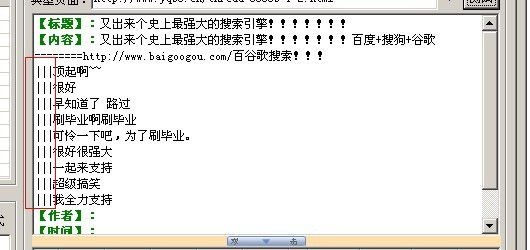 【标题】：又出来个史上最强大的搜索引擎！！！！！！！
【内容】：又出来个史上最强大的搜索引擎！！！！！！！百度+搜狗+谷歌
========http://www.baigoogou.com/百谷歌搜索！！！
|||顶起啊~~
|||很好
|||早知道了 路过
|||刷毕业啊刷毕业
|||可怜一下吧，为了刷毕业。
|||很好很强大
|||一起来支持
|||超级搞笑
|||我全力支持
【作者】：
【时间】：